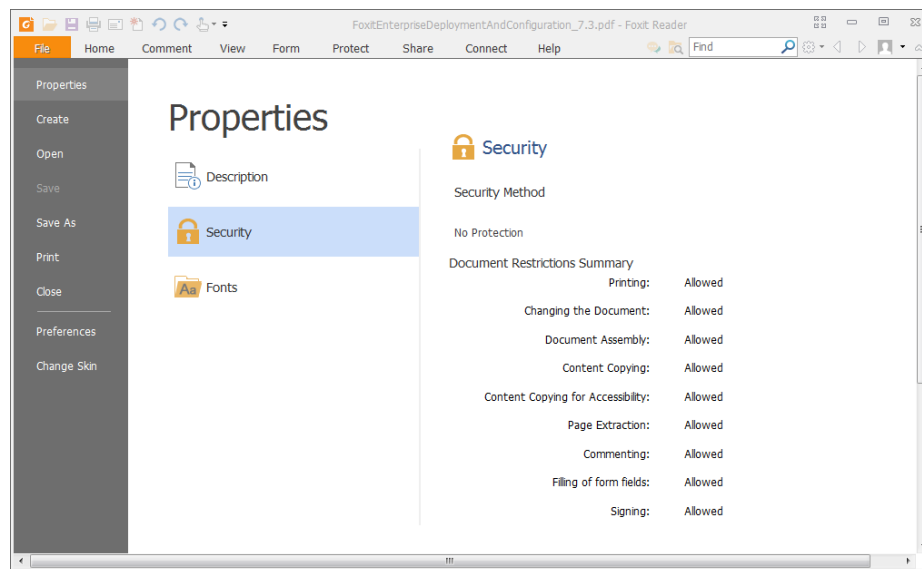 FoxitEnterpriseDeploymentAndConfiguration_7.3.pdf - Foxit Reader
File Home Comment View Form Protect Share Connect Help Find
Properties
Create
Open
Save
Save As
Print
Close
Preferences
Change Skin
Properties
Description
Security
Aa Fonts
Security
Security Method
No Protection
Document Restrictions Summary
Printing: Allowed
Changing the Document: Allowed
Document Assembly: Allowed
Content Copying: Allowed
Content Copying for Accessibility: Allowed
Page Extraction: Allowed
Commenting: Allowed
Filling of form fields: Allowed
Signing: Allowed